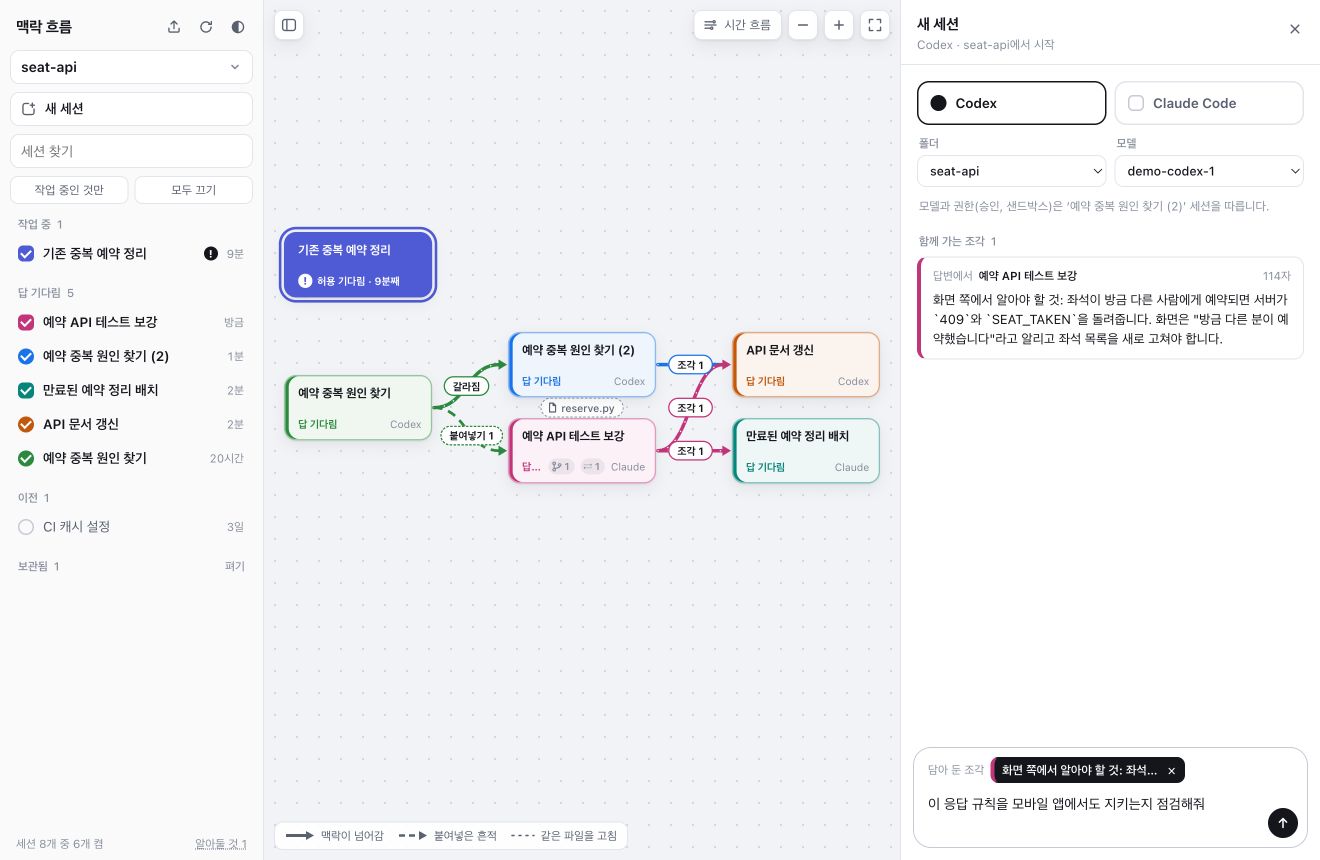 맥락 흐름
seat-api
새 세션
세션 찾기
작업 중인 것만
모두 끄기
작업 중 1
기존 중복 예약 정리
9분
답 기다림 5
예약 API 테스트 보강
방금
예약 중복 원인 찾기 (2)
1분
만료된 예약 정리 배치
2분
API 문서 갱신
2분
예약 중복 원인 찾기
20시간
이전 1
CI 캐시 설정
3일
보관됨 1
펴기
세션 8개 중 6개 켬
알아둘 것 1
시간 흐름
기존 중복 예약 정리
! 허용 기다림 · 9분째
예약 중복 원인 찾기
답 기다림
Codex
갈라짐
붙여넣기 1
예약 중복 원인 찾기 (2)
답 기다림
Codex
reserve.py
예약 API 테스트 보강
답...
1
1
Claude
조각 1
조각 1
조각 1
API 문서 갱신
답 기다림
Codex
만료된 예약 정리 배치
답 기다림
Claude
맥락이 넘어감
붙여넣은 흔적
같은 파일을 고침
새 세션
Codex · seat-api에서 시작
Codex
Claude Code
폴더
모델
seat-api
demo-codex-1
모델과 권한(승인, 샌드박스)은 ‘예약 중복 원인 찾기 (2)’ 세션을 따릅니다.
함께 가는 조각 1
답변에서 예약 API 테스트 보강
114자
화면 쪽에서 알아야 할 것: 좌석이 방금 다른 사람에게 예약되면 서버가
`409`와 `SEAT_TAKEN`을 돌려줍니다. 화면은 "방금 다른 분이 예
약했습니다"라고 알리고 좌석 목록을 새로 고쳐야 합니다.
담아 둔 조각
화면 쪽에서 알아야 할 것: 좌석...
이 응답 규칙을 모바일 앱에서도 지키는지 점검해줘